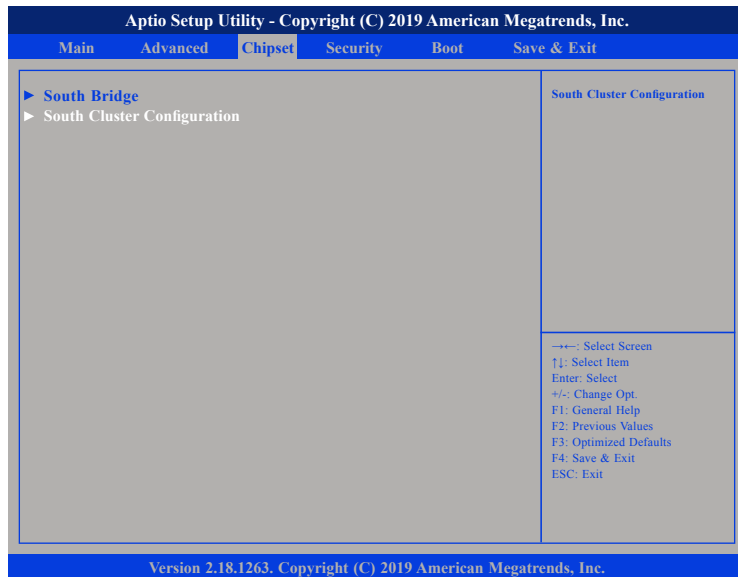 Aptio Setup Utility - Copyright (C) 2019 American Megatrends, Inc.
Main Advanced Chipset Security Boot Save & Exit
► South Bridge
► South Cluster Configuration
South Cluster Configuration
→←: Select Screen
↑↓: Select Item
Enter: Select
+/-: Change Opt.
F1: General Help
F2: Previous Values
F3: Optimized Defaults
F4: Save & Exit
ESC: Exit
Version 2.18.1263. Copyright (C) 2019 American Megatrends, Inc.